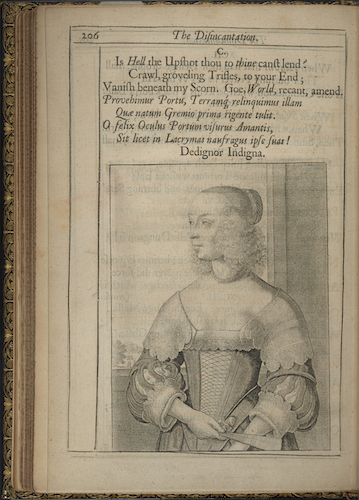 206 The Disincantation.
C.
Is Hell the Upshot thou to thine canst lend?
Crawl, groveling Trifles, to your End;
Vanish beneath my Scorn. Goe, World, recant, amend.
Provehimur Portu, Terramq; relinquimus illam
Quæ natum Gremio prima rigente tulit.
O felix Oculus Portum visurus Amantis,
Sit licet in Lacrymas naufragus ipse suas!
Dedignor Indigna.